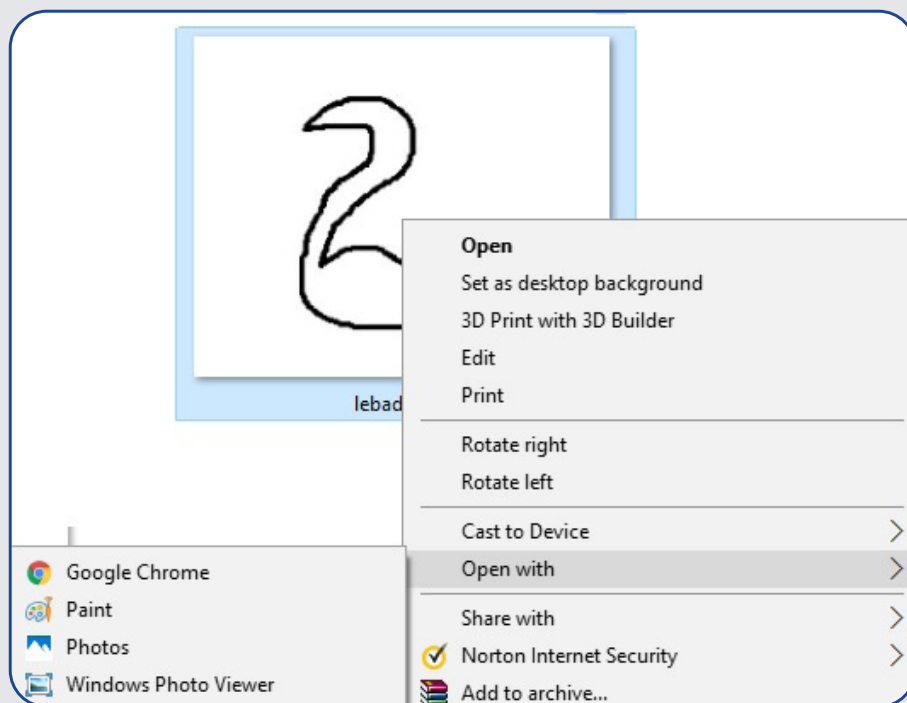 lebad
Open
Set as desktop background
3D Print with 3D Builder
Edit
Print
Rotate right
Rotate left
Cast to Device
Open with
Share with
Norton Internet Security
Add to archive...
Google Chrome
Paint
Photos
Windows Photo Viewer